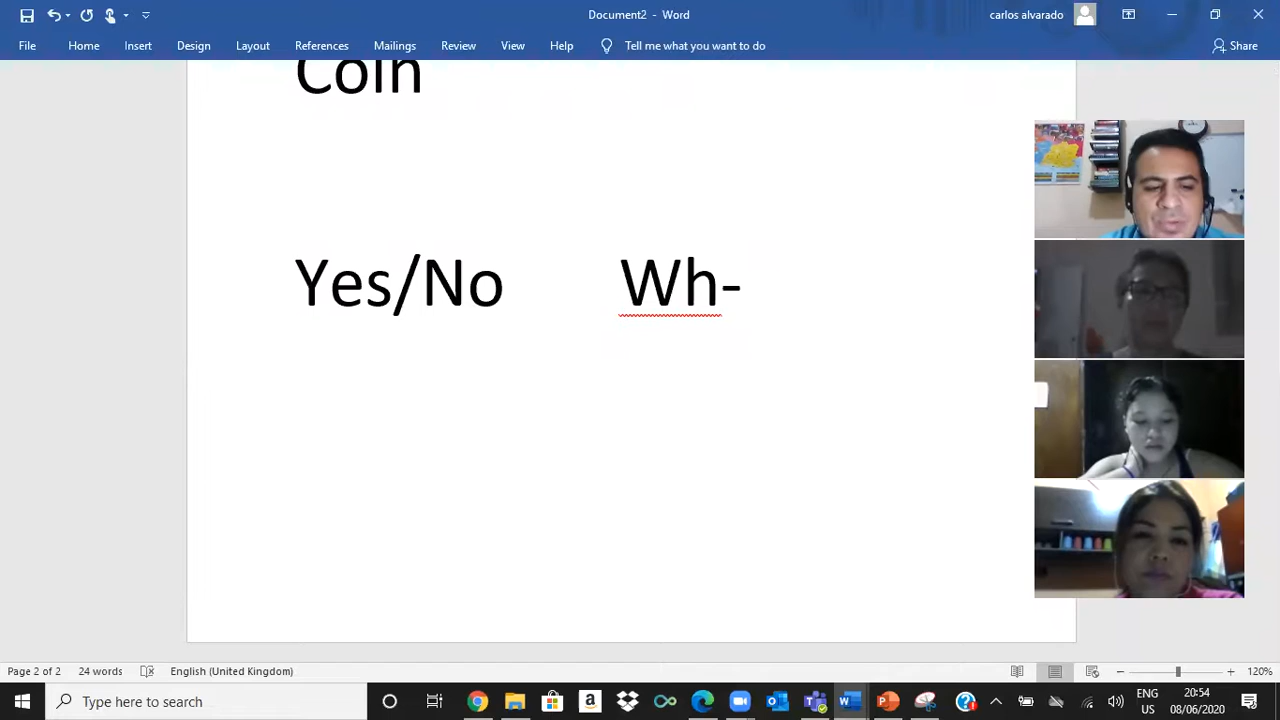 Document2 - Word
carlos alvarado
File Home Insert Design Layout References Mailings Review View Help Tell me what you want to do
Share
Coin
Yes/No Wh-
Page 2 of 2 24 words English (United Kingdom) 120%
Type here to search
ENG 20:54
US 08/06/2020